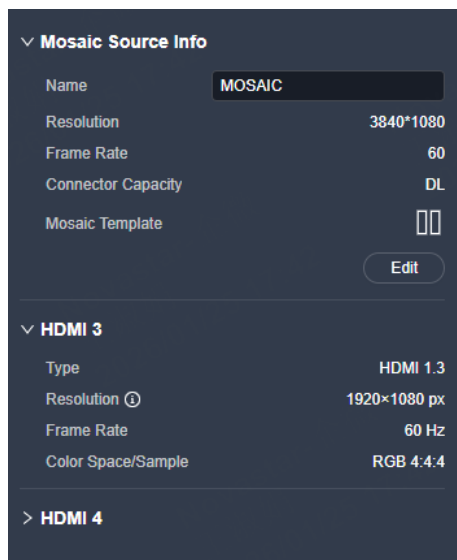 Mosaic Source Info
Name MOSAIC
Resolution 3840*1080
Frame Rate 60
Connector Capacity DL
Mosaic Template
Edit
HDMI 3
Type HDMI 1.3
Resolution 1920×1080 px
Frame Rate 60 Hz
Color Space/Sample RGB 4:4:4
HDMI 4